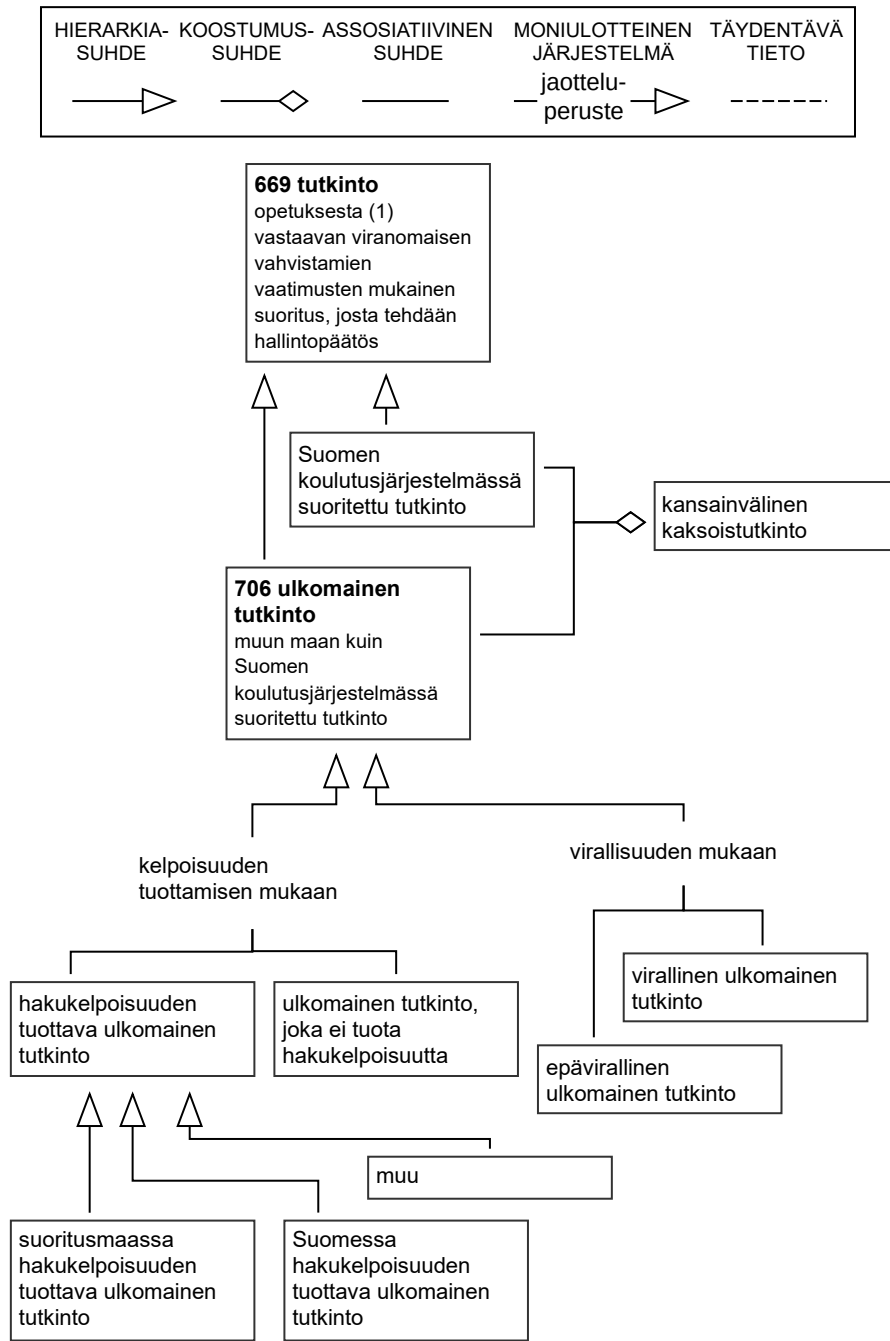 HIERARKIA-
SUHDE
KOOSTUMUS-
SUHDE
ASSOSIATIIVINEN
SUHDE
MONIULOTTEINEN
JÄRJESTELMÄ
jaottelu-
peruste
TÄYDENTÄVÄ
TIETO
669 tutkinto
opetuksesta (1)
vastaavan viranomaisen
vahvistamien
vaatimusten mukainen
suoritus, josta tehdään
hallintopäätös
Suomen
koulutusjärjestelmässä
suoritettu tutkinto
kansainvälinen
kaksoistutkinto
706 ulkomainen
tutkinto
muun maan kuin
Suomen
koulutusjärjestelmässä
suoritettu tutkinto
kelpoisuuden
tuottamisen mukaan
virallisuuden mukaan
hakukelpoisuuden
tuottava ulkomainen
tutkinto
ulkomainen tutkinto,
joka ei tuota
hakukelpoisuutta
virallinen ulkomainen
tutkinto
epävirallinen
ulkomainen tutkinto
muu
suoritusmaassa
hakukelpoisuuden
tuottava ulkomainen
tutkinto
Suomessa
hakukelpoisuuden
tuottava ulkomainen
tutkinto